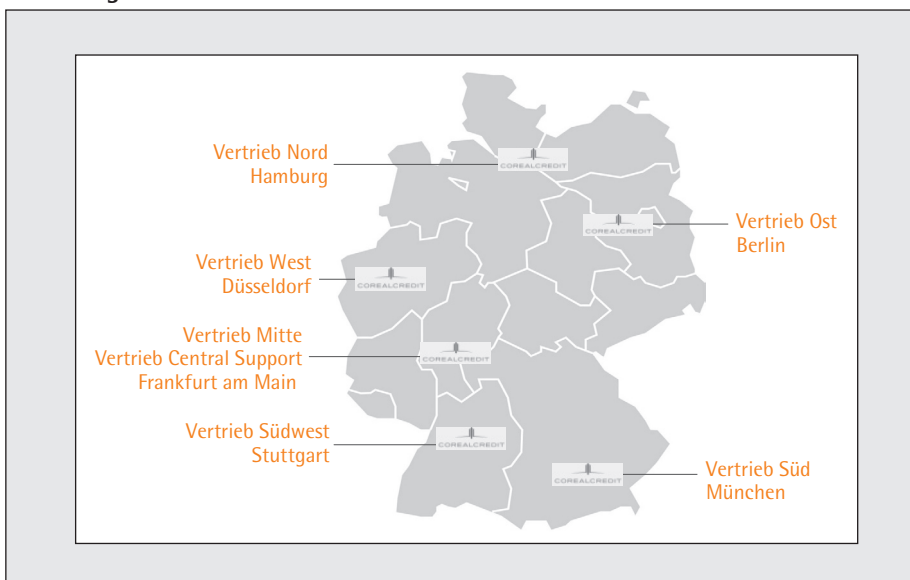 Vertrieb Nord
Hamburg
COREALCREDIT
Vertrieb Ost
Berlin
COREALCREDIT
Vertrieb West
Düsseldorf
COREALCREDIT
Vertrieb Mitte
Vertrieb Central Support
Frankfurt am Main
COREALCREDIT
Vertrieb Südwest
Stuttgart
COREALCREDIT
Vertrieb Süd
München
COREALCREDIT